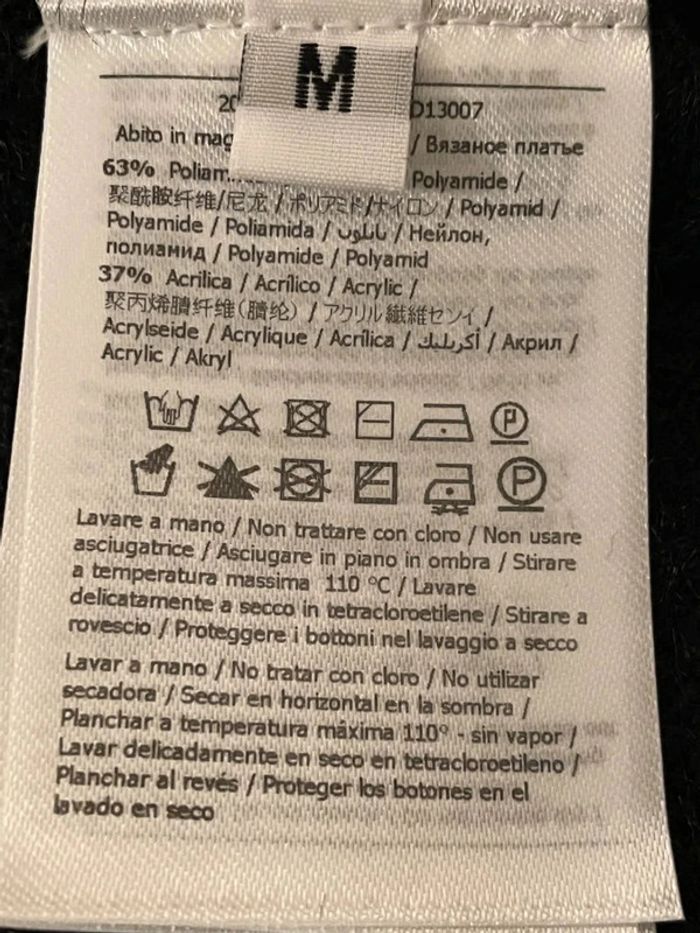 M
20
D13007
Abito in mag / Вязаное платье
63% Poliam Polyamide /
聚酰胺纤维/尼龙 / ポリアミド/ナイロン / Polyamid /
Polyamide / Poliamida / نايلون / Нейлон,
полиамид / Polyamide / Polyamid
37% Acrilica / Acrílico / Acrylic /
聚丙烯腈纤维(腈纶) / アクリル繊維センイ /
Acrylseide / Acrylique / Acrílica / أكريليك / Акрил /
Acrylic / Akryl
P
P
Lavare a mano / Non trattare con cloro / Non usare
asciugatrice / Asciugare in piano in ombra / Stirare
a temperatura massima 110 °C / Lavare
delicatamente a secco in tetracloroetilene / Stirare a
rovescio / Proteggere i bottoni nel lavaggio a secco
Lavar a mano / No tratar con cloro / No utilizar
secadora / Secar en horizontal en la sombra /
Planchar a temperatura máxima 110° - sin vapor /
Lavar delicadamente en seco en tetracloroetileno /
Planchar al revés / Proteger los botones en el
lavado en seco